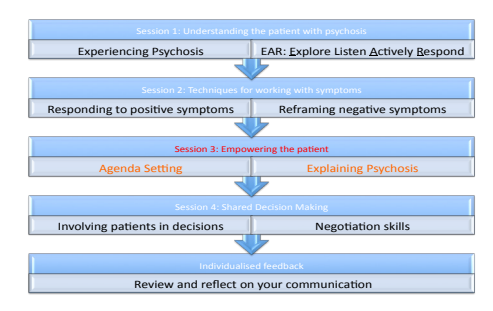 Session 1: Understanding the patient with psychosis
Experiencing Psychosis
EAR: Explore Listen Actively Respond
Session 2: Techniques for working with symptoms
Responding to positive symptoms
Reframing negative symptoms
Session 3: Empowering the patient
Agenda Setting
Explaining Psychosis
Session 4: Shared Decision Making
Involving patients in decisions
Negotiation skills
Individualised feedback
Review and reflect on your communication